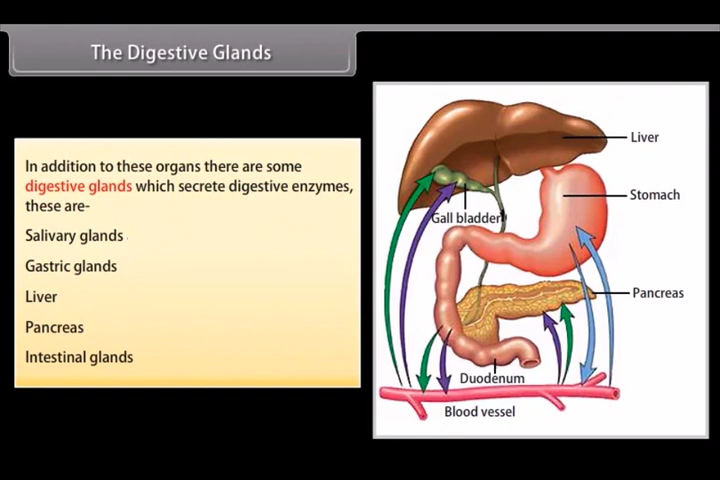 The Digestive Glands
In addition to these organs there are some
digestive glands which secrete digestive enzymes,
these are-
Salivary glands
Gastric glands
Liver
Pancreas
Intestinal glands
Liver
Stomach
Gall bladder
Pancreas
Duodenum
Blood vessel